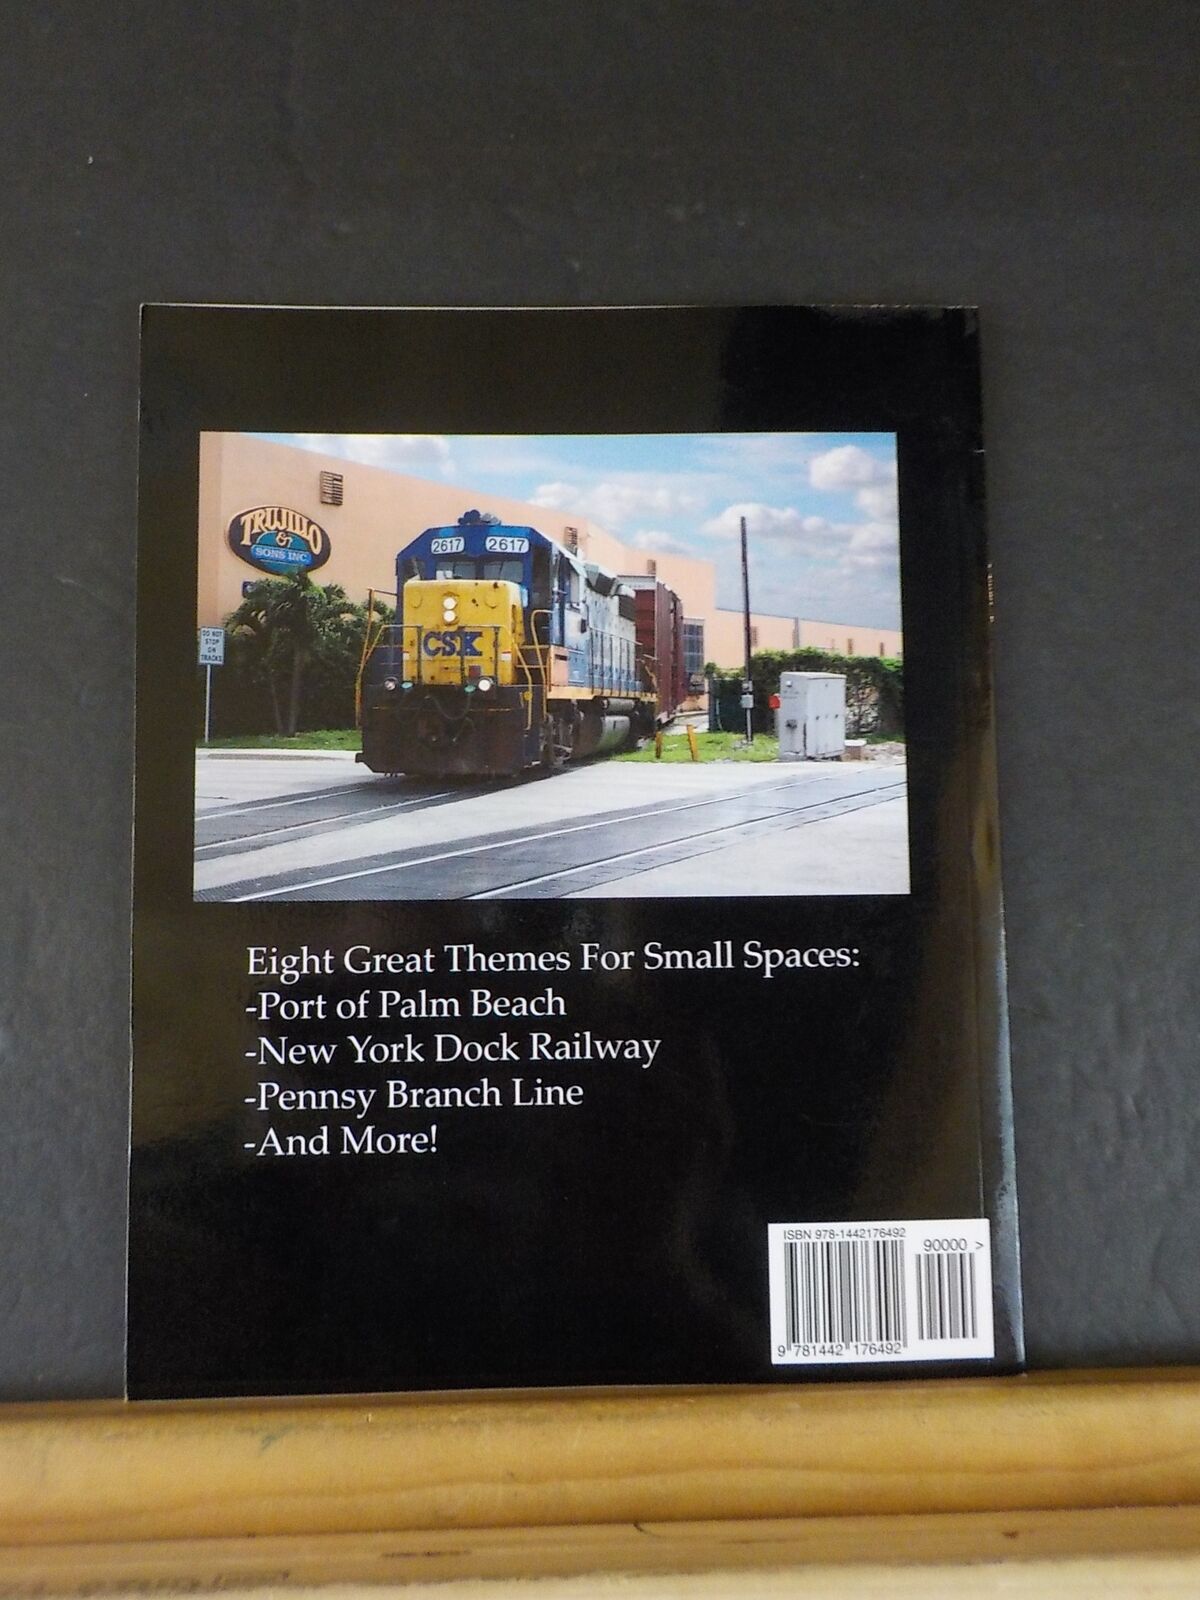 TRUJILLO
&
SONS INC.
2617 2617
CSX
DO NOT
STOP
ON
TRACKS
Eight Great Themes For Small Spaces:
-Port of Palm Beach
-New York Dock Railway
-Pennsy Branch Line
-And More!
ISBN 978-1442176492
90000 >
9 781442 176492